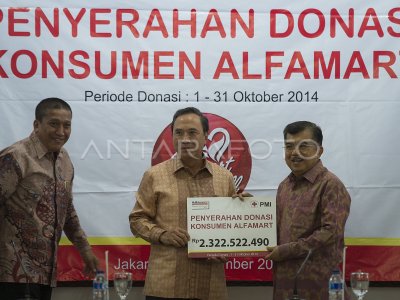 PENYERAHAN DONASI
KONSUMEN ALFAMART
Periode Donasi : 1 - 31 Oktober 2014
ANTARA FOTO
PMI
PENYERAHAN DONASI
KONSUMEN ALFAMART
Rp 2.322.522.490